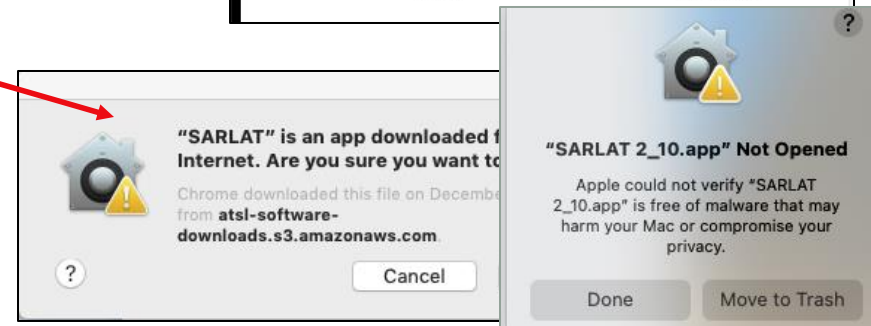 "SARLAT" is an app downloaded f
Internet. Are you sure you want to
Chrome downloaded this file on Decembe
from atsl-software-
downloads.s3.amazonaws.com.
?
Cancel
?
"SARLAT 2_10.app" Not Opened
Apple could not verify "SARLAT
2_10.app" is free of malware that may
harm your Mac or compromise your
privacy.
Done
Move to Trash